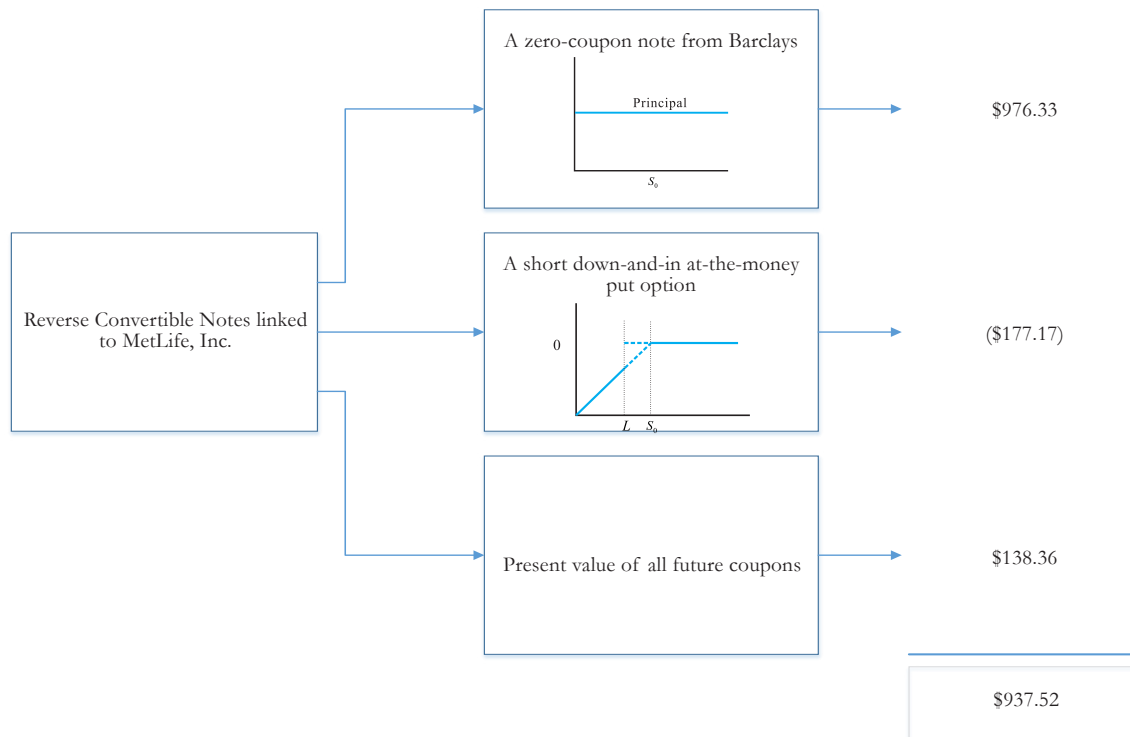 A zero-coupon note from Barclays
Principal
S₀
$976.33
Reverse Convertible Notes linked
to MetLife, Inc.
A short down-and-in at-the-money
put option
0
L S₀
($177.17)
Present value of all future coupons
$138.36
$937.52